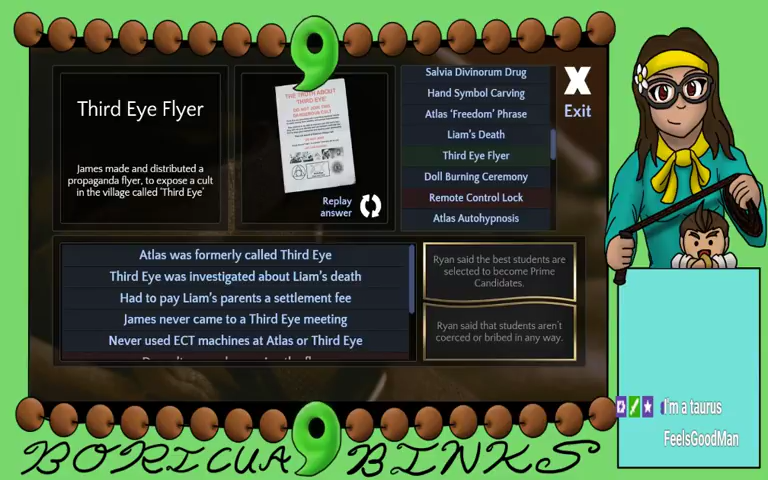 Third Eye Flyer
James made and distributed a
propaganda flyer, to expose a cult
in the village called 'Third Eye'
THE TRUTH ABOUT
THIRD EYE!
Replay
answer
Salvia Divinorum Drug
Hand Symbol Carving
Atlas 'Freedom' Phrase
Liam's Death
Third Eye Flyer
Doll Burning Ceremony
Remote Control Lock
Atlas Autohypnosis
X
Exit
Atlas was formerly called Third Eye
Third Eye was investigated about Liam's death
Had to pay Liam's parents a settlement fee
James never came to a Third Eye meeting
Never used ECT machines at Atlas or Third Eye
Ryan said the best students are
selected to become Prime
Candidates.
Ryan said that students aren't
coerced or bribed in any way.
I'm a taurus
FeelsGoodMan
BORICUA 9 BINKS